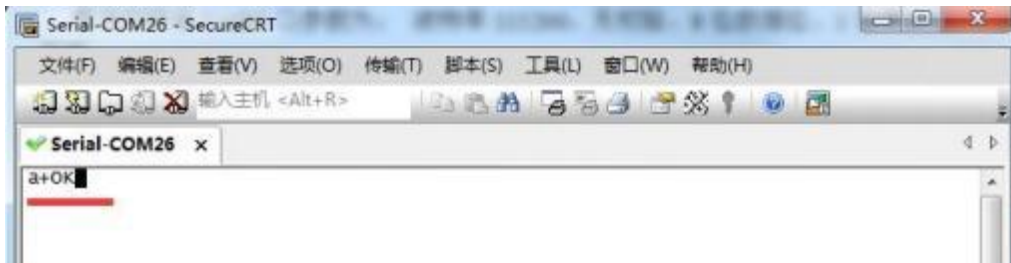 Serial-COM26 - SecureCRT
文件(F) 编辑(E) 查看(V) 选项(O) 传输(T) 脚本(S) 工具(L) 窗口(W) 帮助(H)
输入主机 <Alt+R>
Serial-COM26 x
a+OK